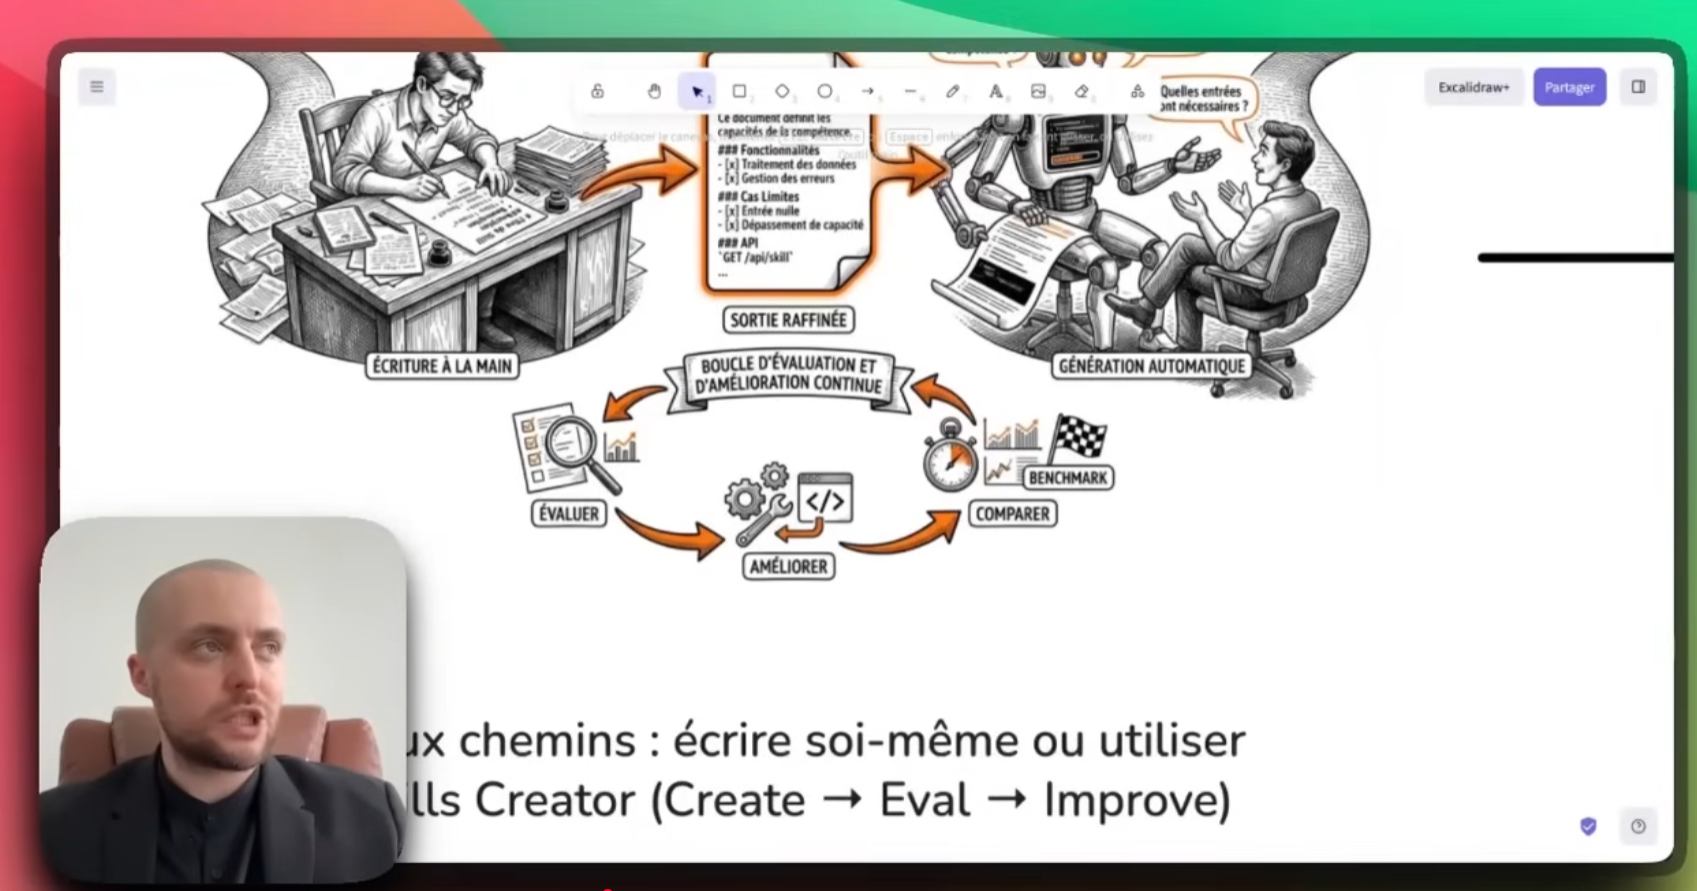 Quelles entrées
ont nécessaires ?
Excalidraw+
Partager
Ce document définit les
capacités de la compétence.
### Fonctionnalités
- [x] Traitement des données
- [x] Gestion des erreurs
### Cas Limites
- [x] Entrée nulle
- [x] Dépassement de capacité
### API
`GET /api/skill`
...
SORTIE RAFFINÉE
ÉCRITURE À LA MAIN
GÉNÉRATION AUTOMATIQUE
BOUCLE D'ÉVALUATION ET
D'AMÉLIORATION CONTINUE
BENCHMARK
ÉVALUER
COMPARER
AMÉLIORER
</>
ux chemins : écrire soi-même ou utiliser
ills Creator (Create → Eval → Improve)